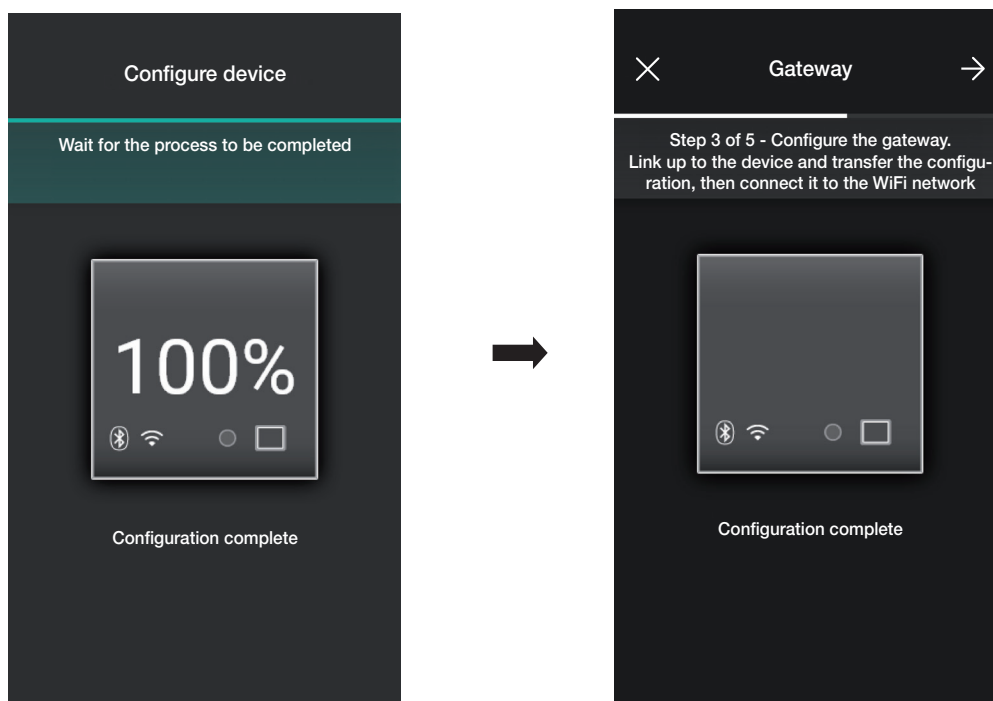 Configure device
Wait for the process to be completed
100%
Configuration complete
Gateway
Step 3 of 5 - Configure the gateway.
Link up to the device and transfer the configu-
ration, then connect it to the WiFi network
Configuration complete